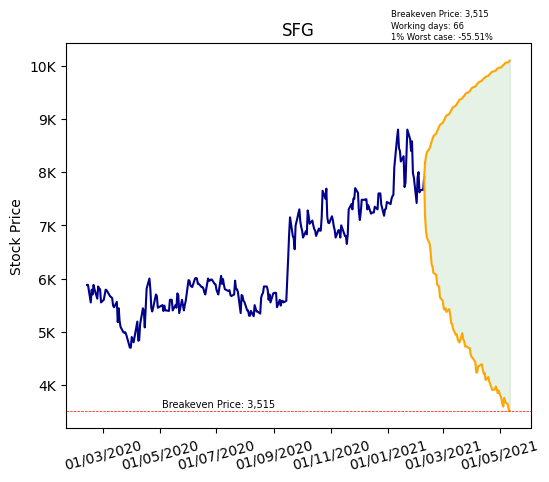 Breakeven Price: 3,515
Working days: 66
1% Worst case: -55.51%
SFG
10K
9K
8K
7K
6K
5K
4K
Stock Price
Breakeven Price: 3,515
01/03/2020
01/05/2020
01/07/2020
01/09/2020
01/11/2020
01/01/2021
01/03/2021
01/05/2021